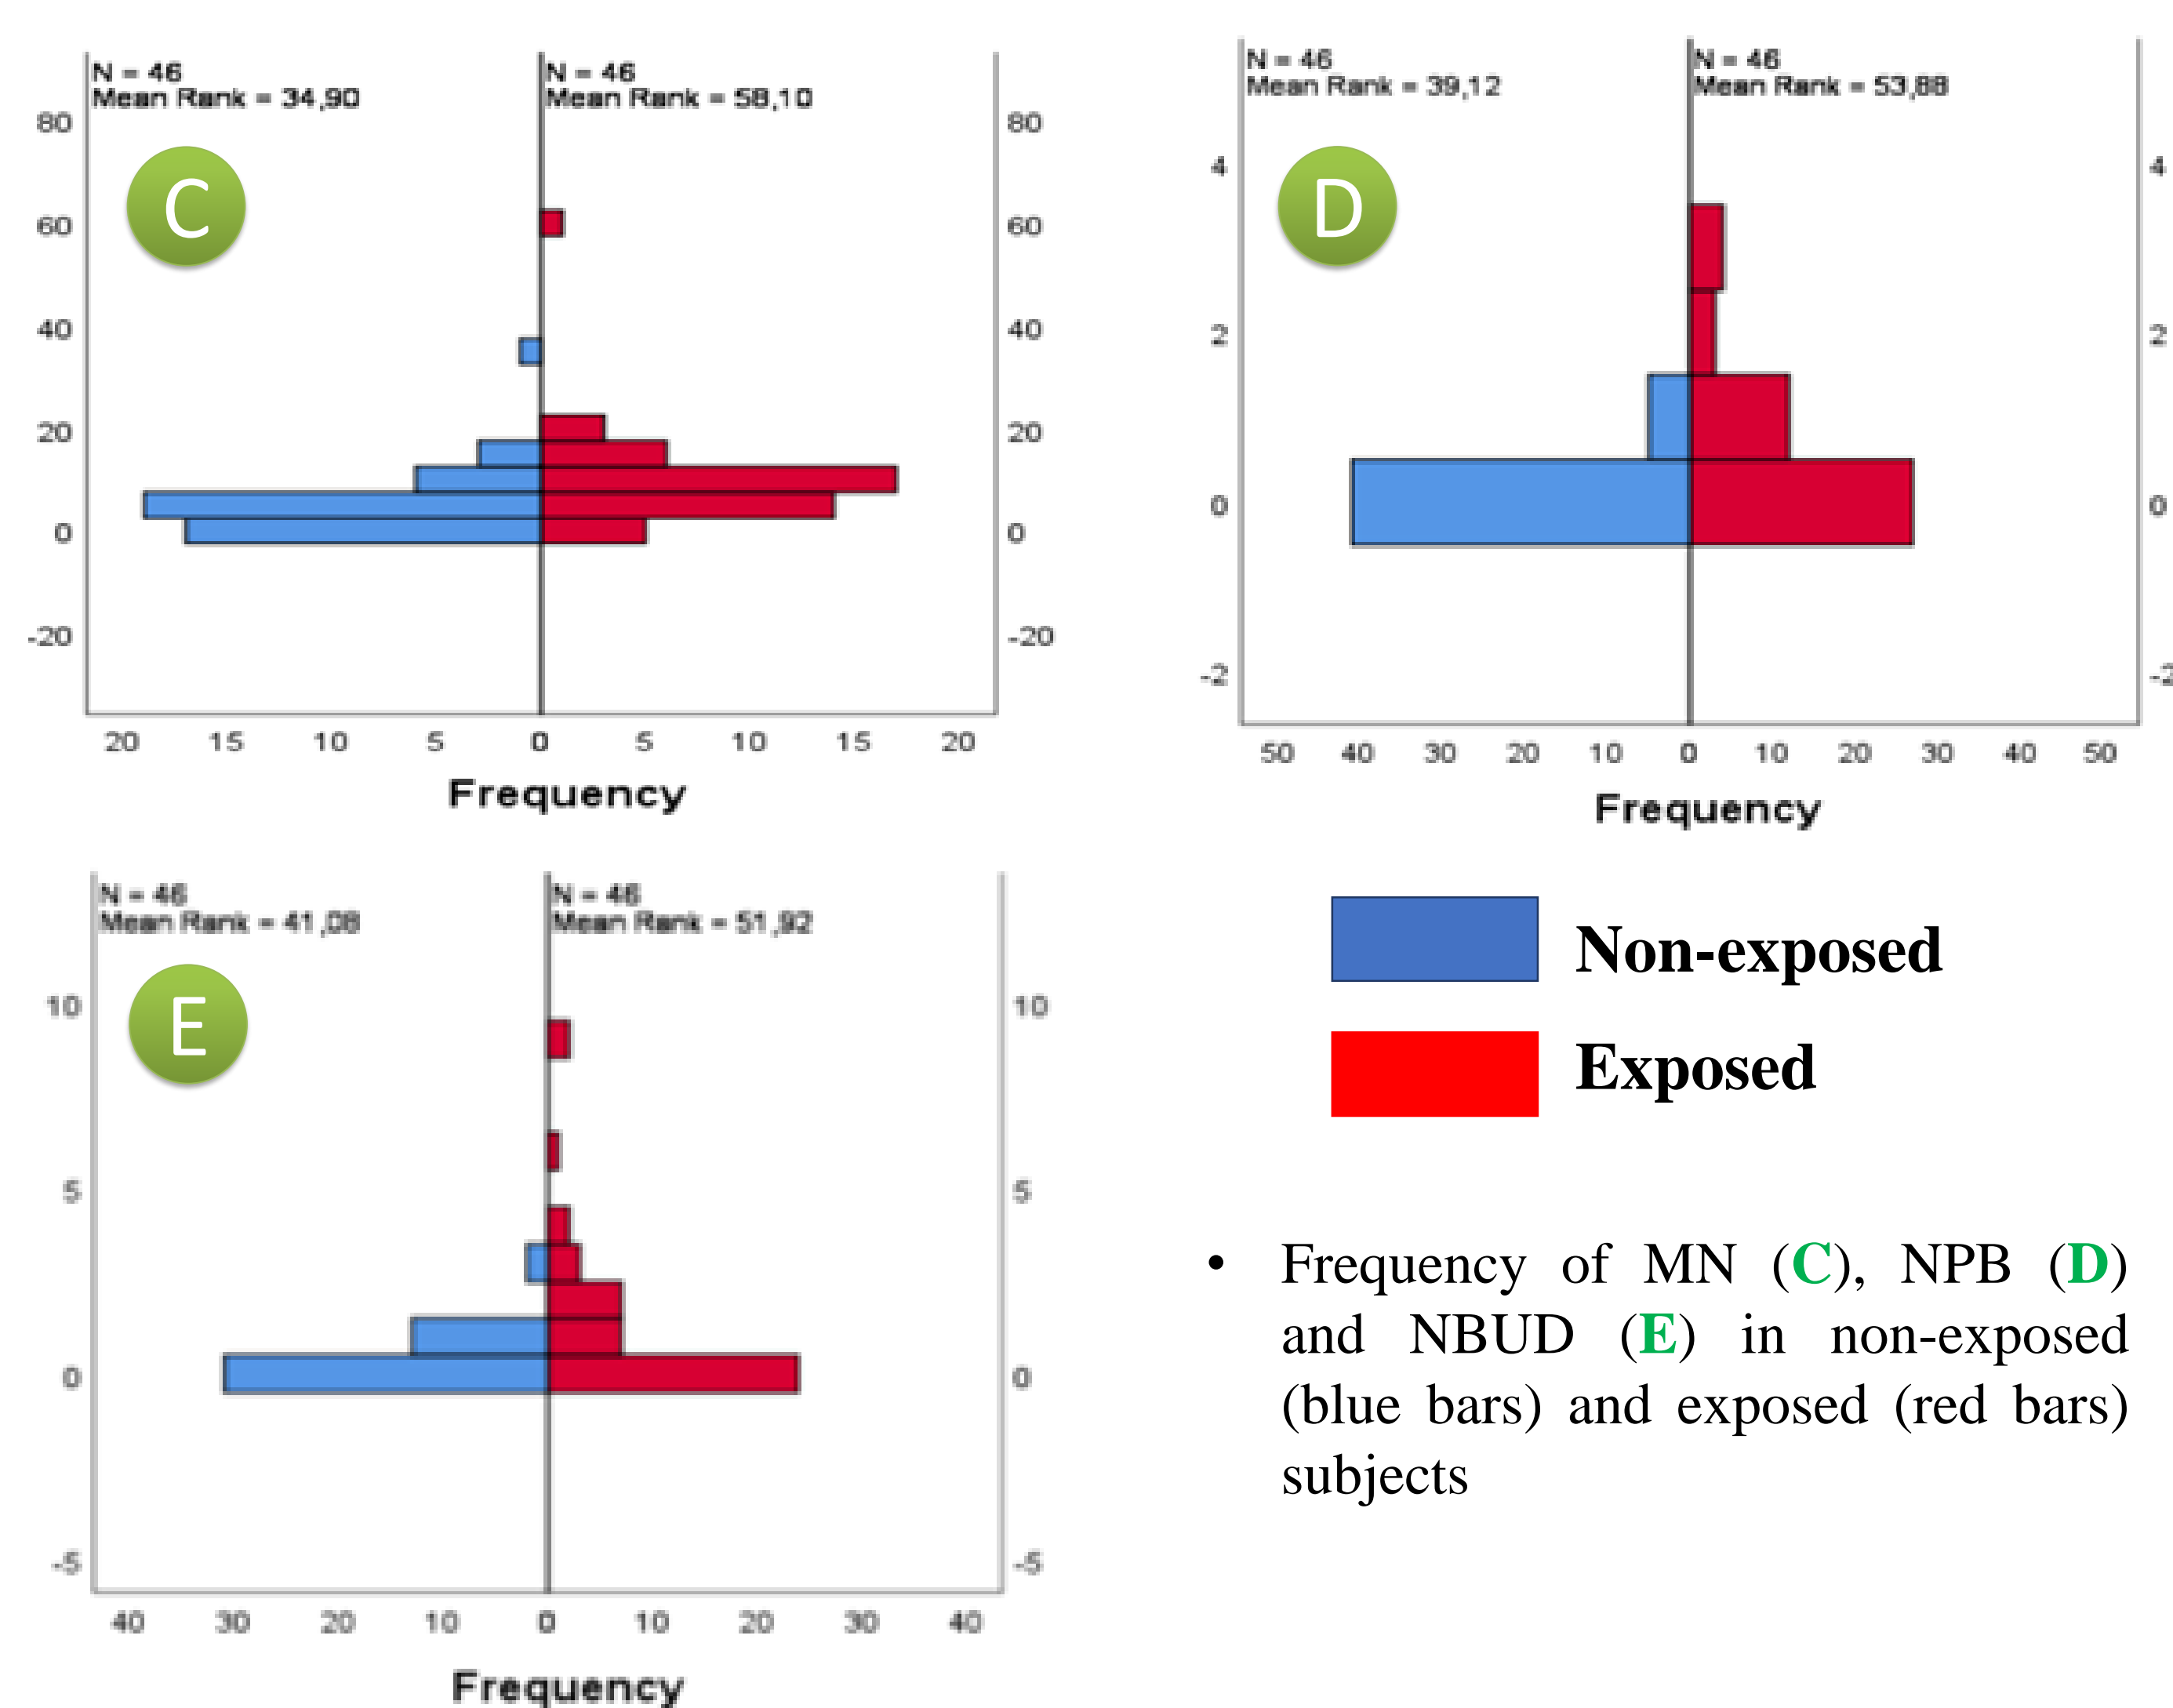 N = 46
Mean Rank = 34,90
N = 46
Mean Rank = 58,10
C
80
60
40
20
0
-20
80
60
40
20
0
-20
20 15 10 5 0 5 10 15 20
Frequency
N = 46
Mean Rank = 39,12
N = 46
Mean Rank = 53,88
D
4
2
0
-2
4
2
0
-2
50 40 30 20 10 0 10 20 30 40 50
Frequency
N = 46
Mean Rank = 41,08
N = 46
Mean Rank = 51,92
E
10
5
0
-5
10
5
0
-5
40 30 20 10 0 10 20 30 40
Frequency
Non-exposed
Exposed
• Frequency of MN (C), NPB (D)
and NBUD (E) in non-exposed
(blue bars) and exposed (red bars)
subjects